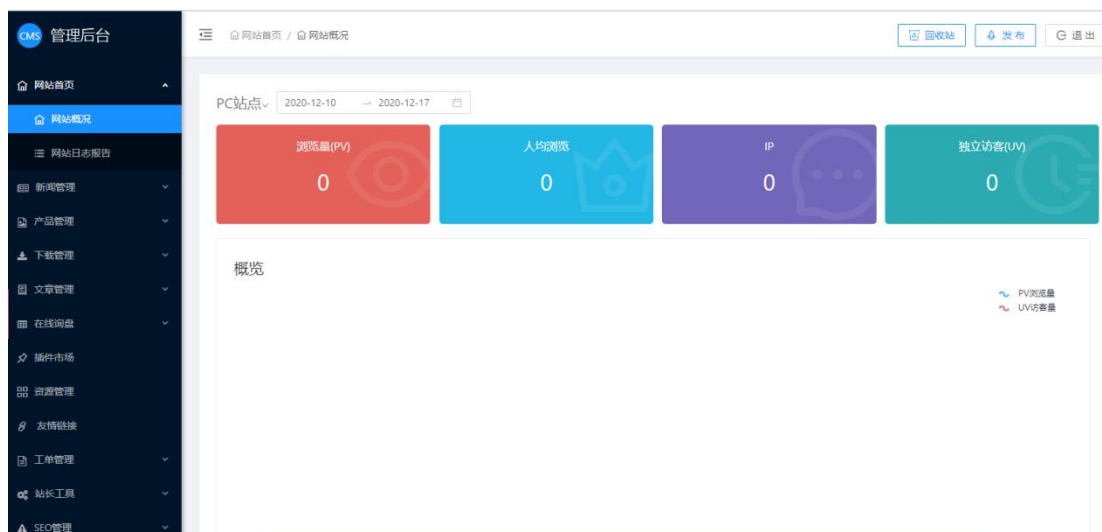 CMS 管理后台
网站首页 / 网站概况
回收站
发布
退出
网站首页
网站概况
网站日志报告
新闻管理
产品管理
下载管理
文章管理
在线询盘
插件市场
资源管理
友情链接
工单管理
站长工具
SEO管理
PC站点 2020-12-10 → 2020-12-17
浏览量(PV)
0
人均浏览
0
IP
0
独立访客(UV)
0
概览
PV浏览量
UV访客量